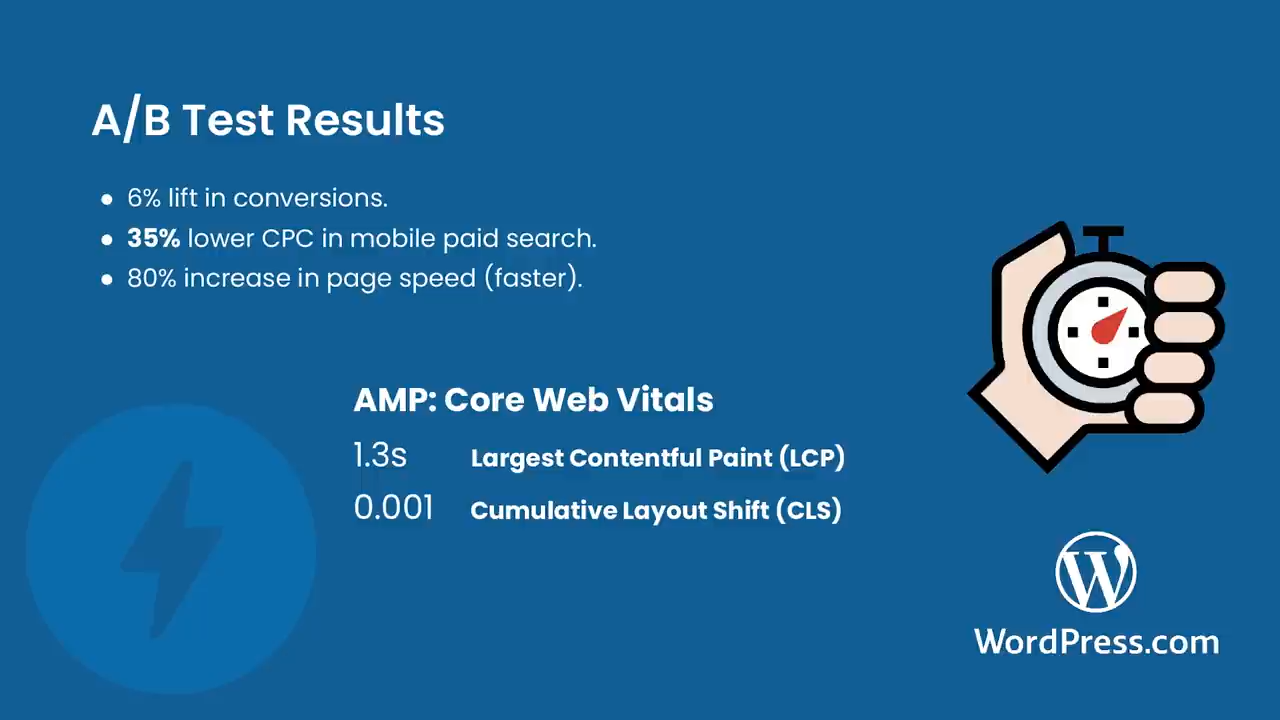 A/B Test Results
● 6% lift in conversions.
● 35% lower CPC in mobile paid search.
● 80% increase in page speed (faster).
AMP: Core Web Vitals
1.3s Largest Contentful Paint (LCP)
0.001 Cumulative Layout Shift (CLS)
WordPress.com